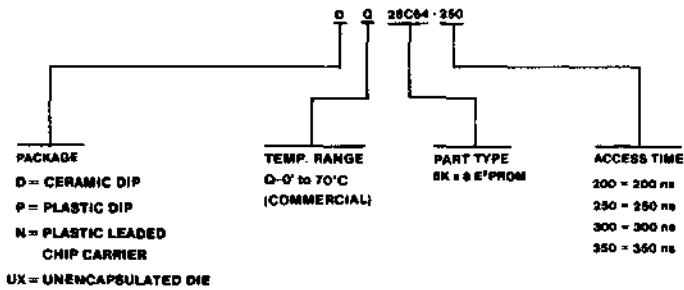 D Q 28C64 - 250
PACKAGE
D = CERAMIC DIP
P = PLASTIC DIP
N = PLASTIC LEADED
CHIP CARRIER
UX = UNENCAPSULATED DIE
TEMP. RANGE
Q-0° to 70°C
(COMMERCIAL)
PART TYPE
8K x 8 E²PROM
ACCESS TIME
200 = 200 ns
250 = 250 ns
300 = 300 ns
350 = 350 ns